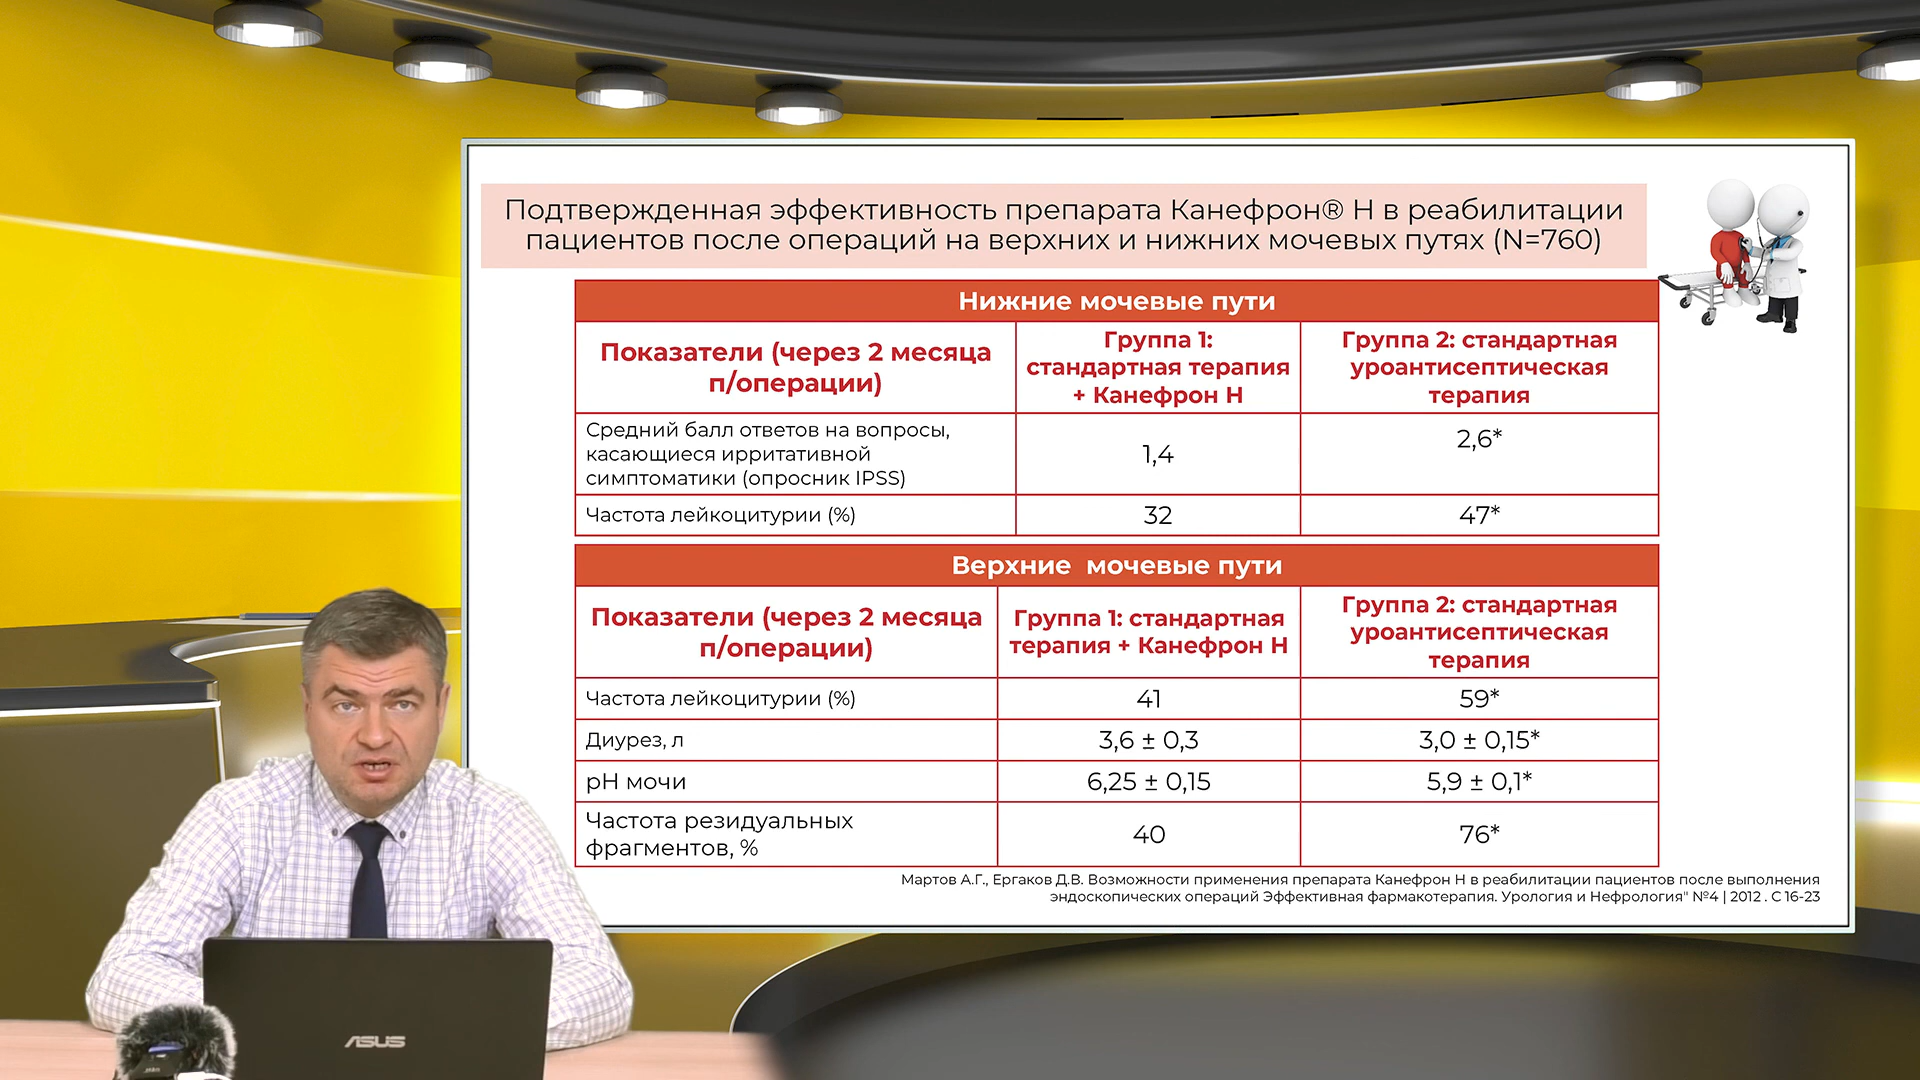 Подтвержденная эффективность препарата Канефрон® Н в реабилитации
пациентов после операций на верхних и нижних мочевых путях (N=760)
Нижние мочевые пути
Показатели (через 2 месяца
п/операции)
Группа 1:
стандартная терапия
+ Канефрон Н
Группа 2: стандартная
уроантисептическая
терапия
Средний балл ответов на вопросы,
касающиеся ирритативной
симптоматики (опросник IPSS)
1,4
2,6*
Частота лейкоцитурии (%)
32
47*
Верхние мочевые пути
Показатели (через 2 месяца
п/операции)
Группа 1: стандартная
терапия + Канефрон Н
Группа 2: стандартная
уроантисептическая
терапия
Частота лейкоцитурии (%)
41
59*
Диурез, л
3,6 ± 0,3
3,0 ± 0,15*
pH мочи
6,25 ± 0,15
5,9 ± 0,1*
Частота резидуальных
фрагментов, %
40
76*
Мартов А.Г., Ергаков Д.В. Возможности применения препарата Канефрон Н в реабилитации пациентов после выполнения
эндоскопических операций Эффективная фармакотерапия. Урология и Нефрология" №4 | 2012 . С 16-23
ASUS